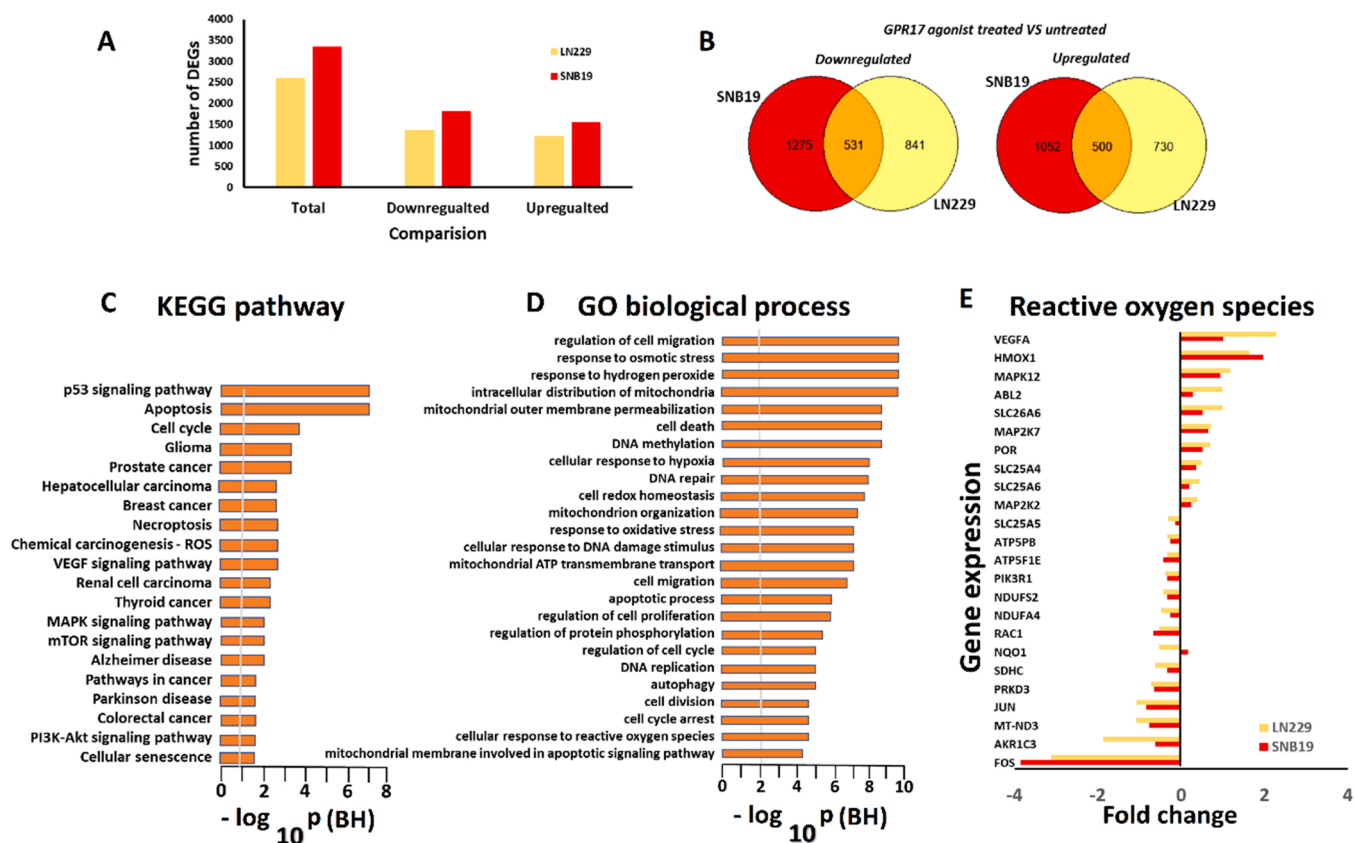 A
number of DEGs
4000
3500
3000
2500
2000
1500
1000
500
0
LN229
SNB19
Total
Downregualted
Upregualted
Comparision
B
GPR17 agonist treated VS untreated
Downregulated
Upregulated
SNB19
1275
531
841
LN229
SNB19
1052
500
730
LN229
C KEGG pathway
p53 signaling pathway
Apoptosis
Cell cycle
Glioma
Prostate cancer
Hepatocellular carcinoma
Breast cancer
Necroptosis
Chemical carcinogenesis - ROS
VEGF signaling pathway
Renal cell carcinoma
Thyroid cancer
MAPK signaling pathway
mTOR signaling pathway
Alzheimer disease
Pathways in cancer
Parkinson disease
Colorectal cancer
PI3K-Akt signaling pathway
Cellular senescence
0 2 4 6 8
- log 10 p (BH)
D GO biological process
regulation of cell migration
response to osmotic stress
response to hydrogen peroxide
intracellular distribution of mitochondria
mitochondrial outer membrane permeabilization
cell death
DNA methylation
cellular response to hypoxia
DNA repair
cell redox homeostasis
mitochondrion organization
response to oxidative stress
cellular response to DNA damage stimulus
mitochondrial ATP transmembrane transport
cell migration
apoptotic process
regulation of cell proliferation
regulation of protein phosphorylation
regulation of cell cycle
DNA replication
autophagy
cell division
cell cycle arrest
cellular response to reactive oxygen species
mitochondrial membrane involved in apoptotic signaling pathway
0 2 4 6 8 10
- log 10 p (BH)
E Reactive oxygen species
Gene expression
VEGFA
HMOX1
MAPK12
ABL2
SLC26A6
MAP2K7
POR
SLC25A4
SLC25A6
MAP2K2
SLC25A5
ATP5PB
ATP5F1E
PIK3R1
NDUFS2
NDUFA4
RAC1
NQO1
SDHC
PRKD3
JUN
MT-ND3
AKR1C3
FOS
LN229
SNB19
-4 -2 0 2 4
Fold change